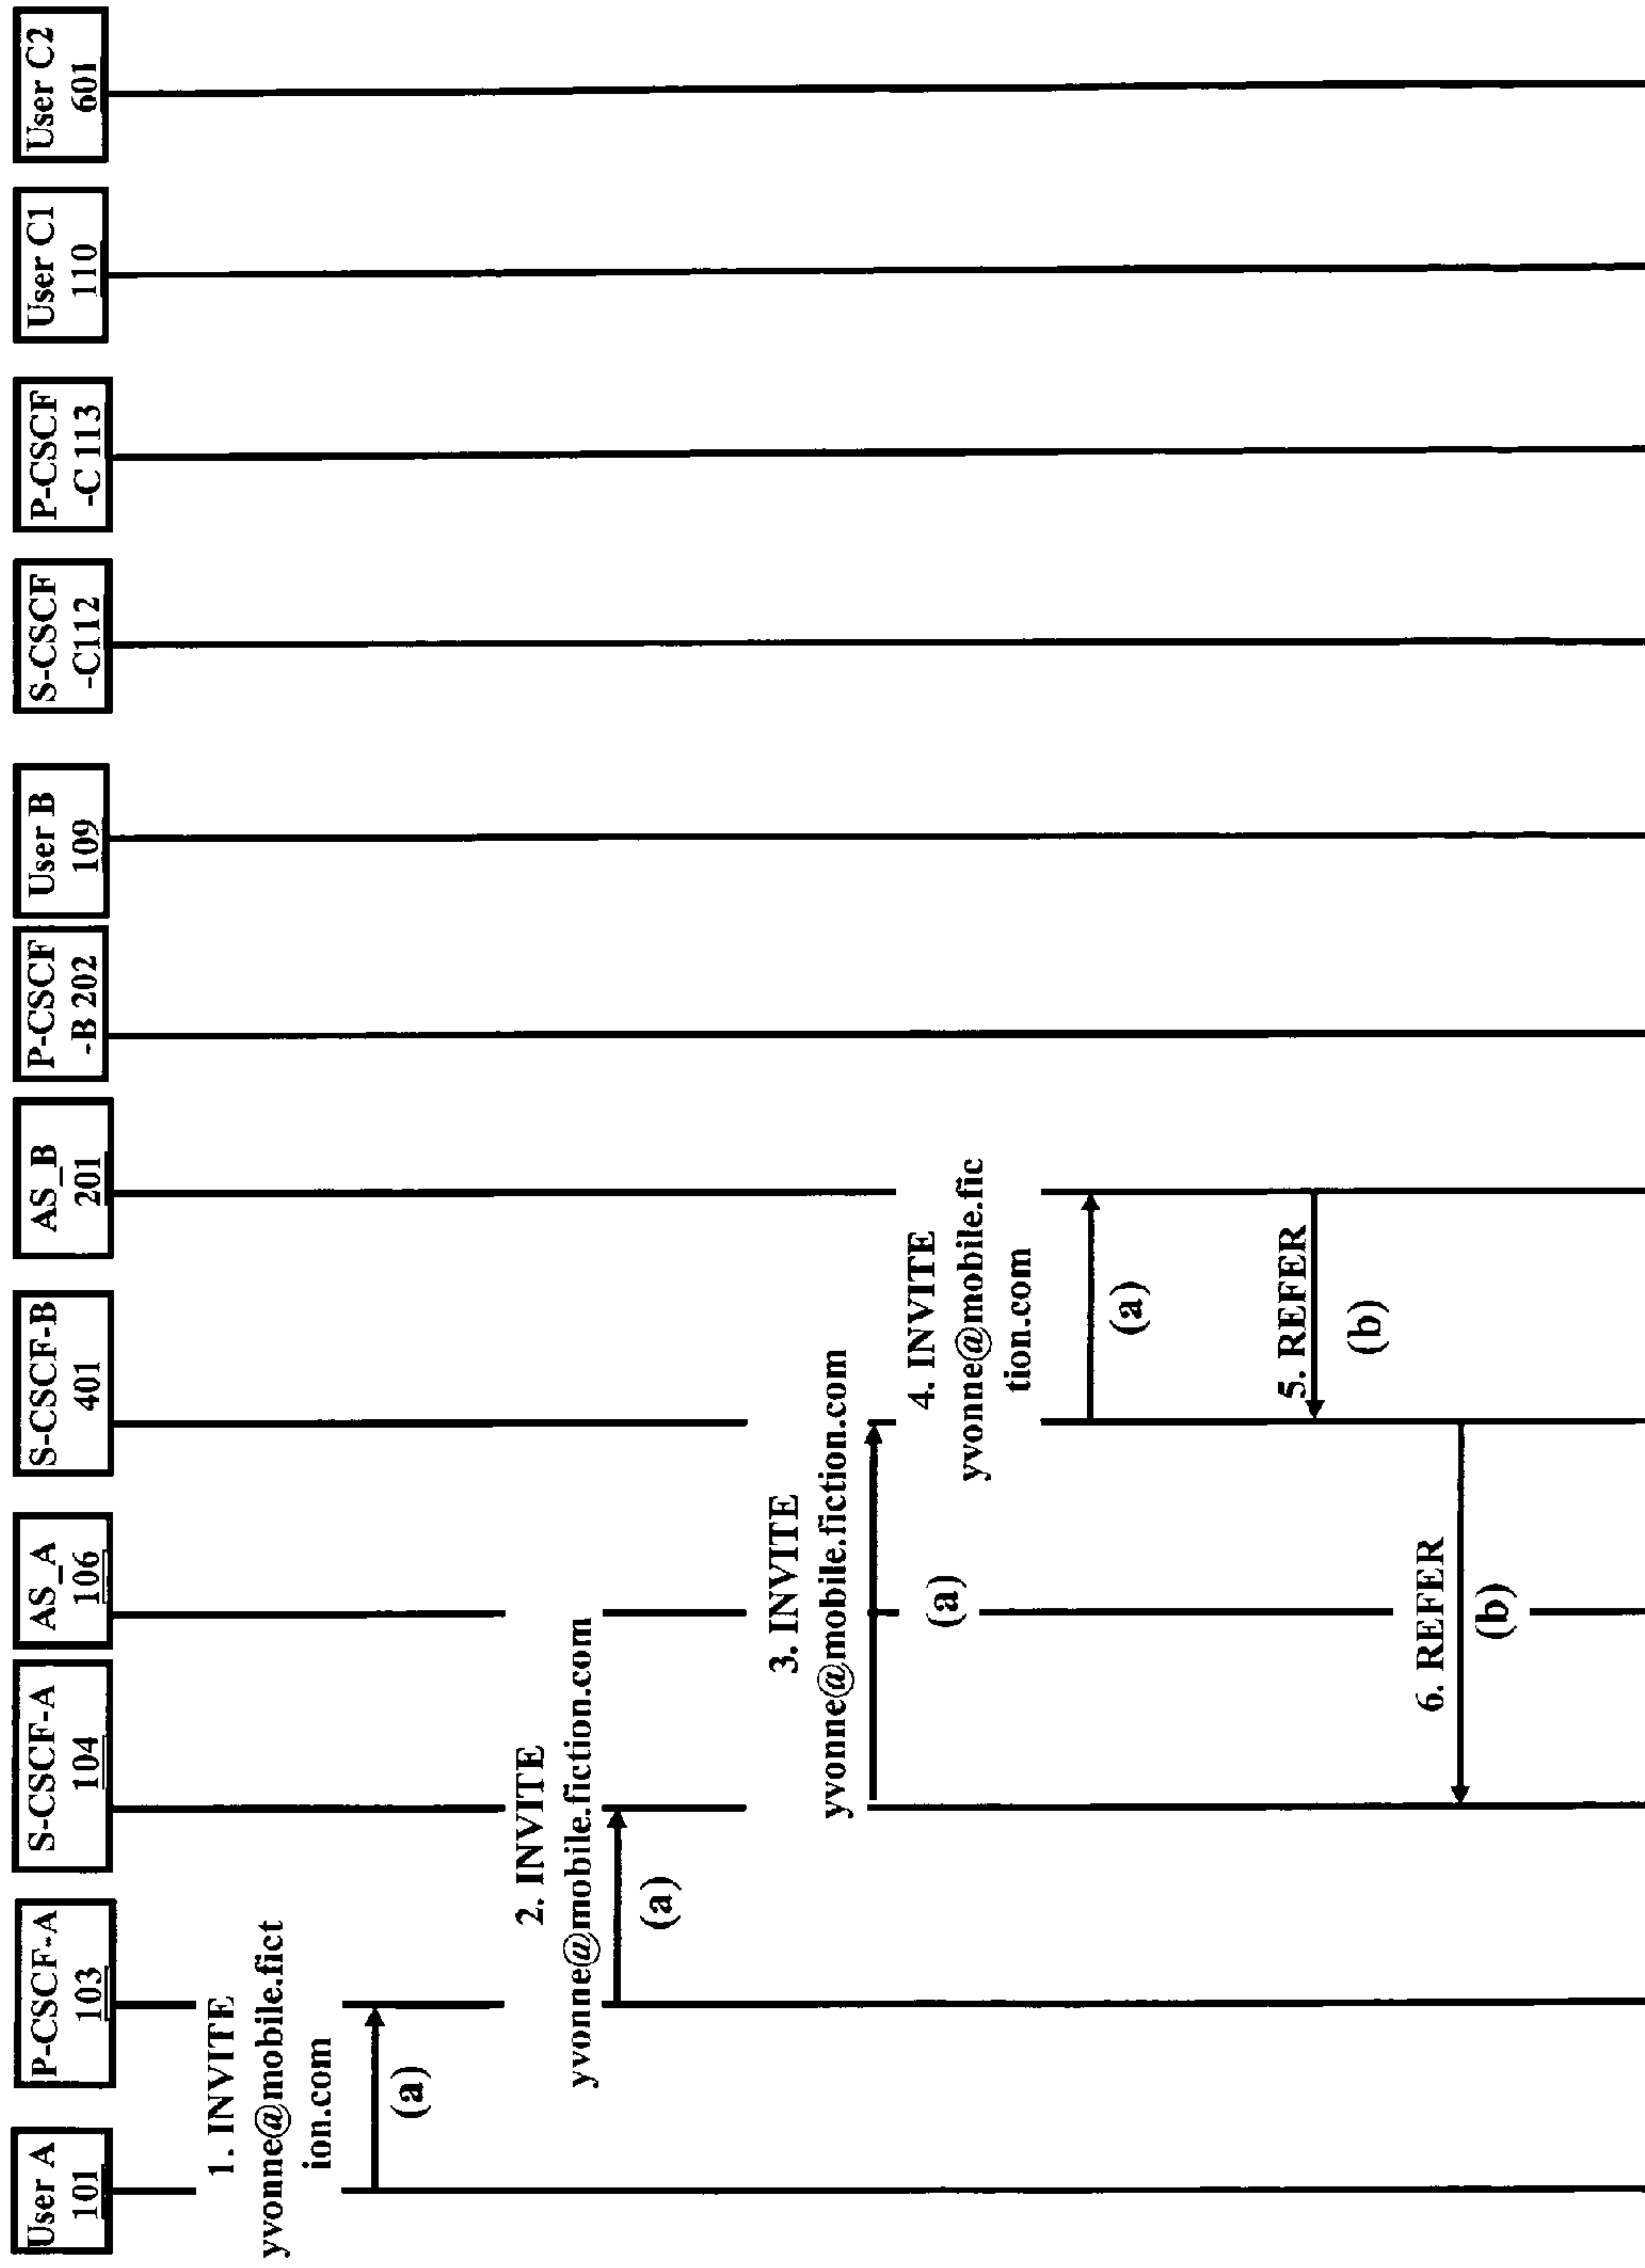 User A
101
P-CSCF-A
103
S-CSCF-A
104
AS_A
106
S-CSCF-B
401
AS_B
201
P-CSCF
-B 202
User B
109
S-CSCF
-C112
P-CSCF
-C 113
User C1
110
User C2
601
1. INVITE
yvonne@mobile.fict
ion.com
(a)
2. INVITE
yvonne@mobile.fiction.com
(a)
3. INVITE
yvonne@mobile.fiction.com
(a)
4. INVITE
yvonne@mobile.fic
tion.com
(a)
5. REFER
(b)
6. REFER
(b)